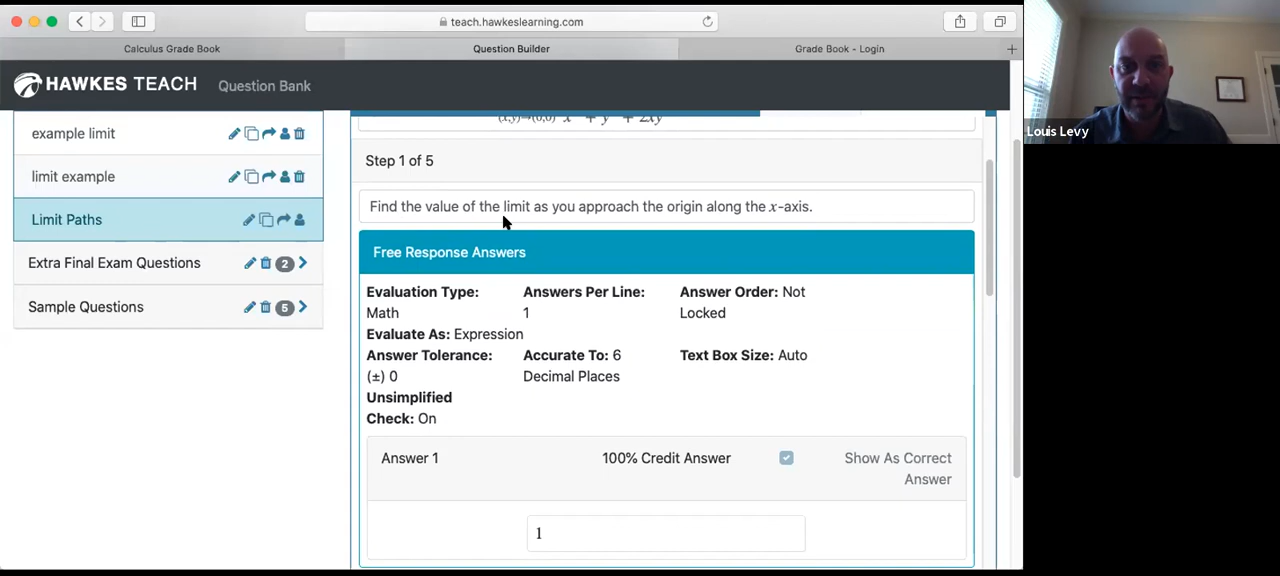 teach.hawkeslearning.com
Calculus Grade Book
Question Builder
Grade Book - Login
HAWKES TEACH
Question Bank
example limit
limit example
Limit Paths
Extra Final Exam Questions
2
Sample Questions
5
Step 1 of 5
Find the value of the limit as you approach the origin along the x-axis.
Free Response Answers
Evaluation Type:
Math
Answers Per Line:
1
Answer Order: Not
Locked
Evaluate As: Expression
Answer Tolerance:
(±) 0
Accurate To: 6
Decimal Places
Text Box Size: Auto
Unsimplified
Check: On
Answer 1
100% Credit Answer
Show As Correct
Answer
1
Louis Levy